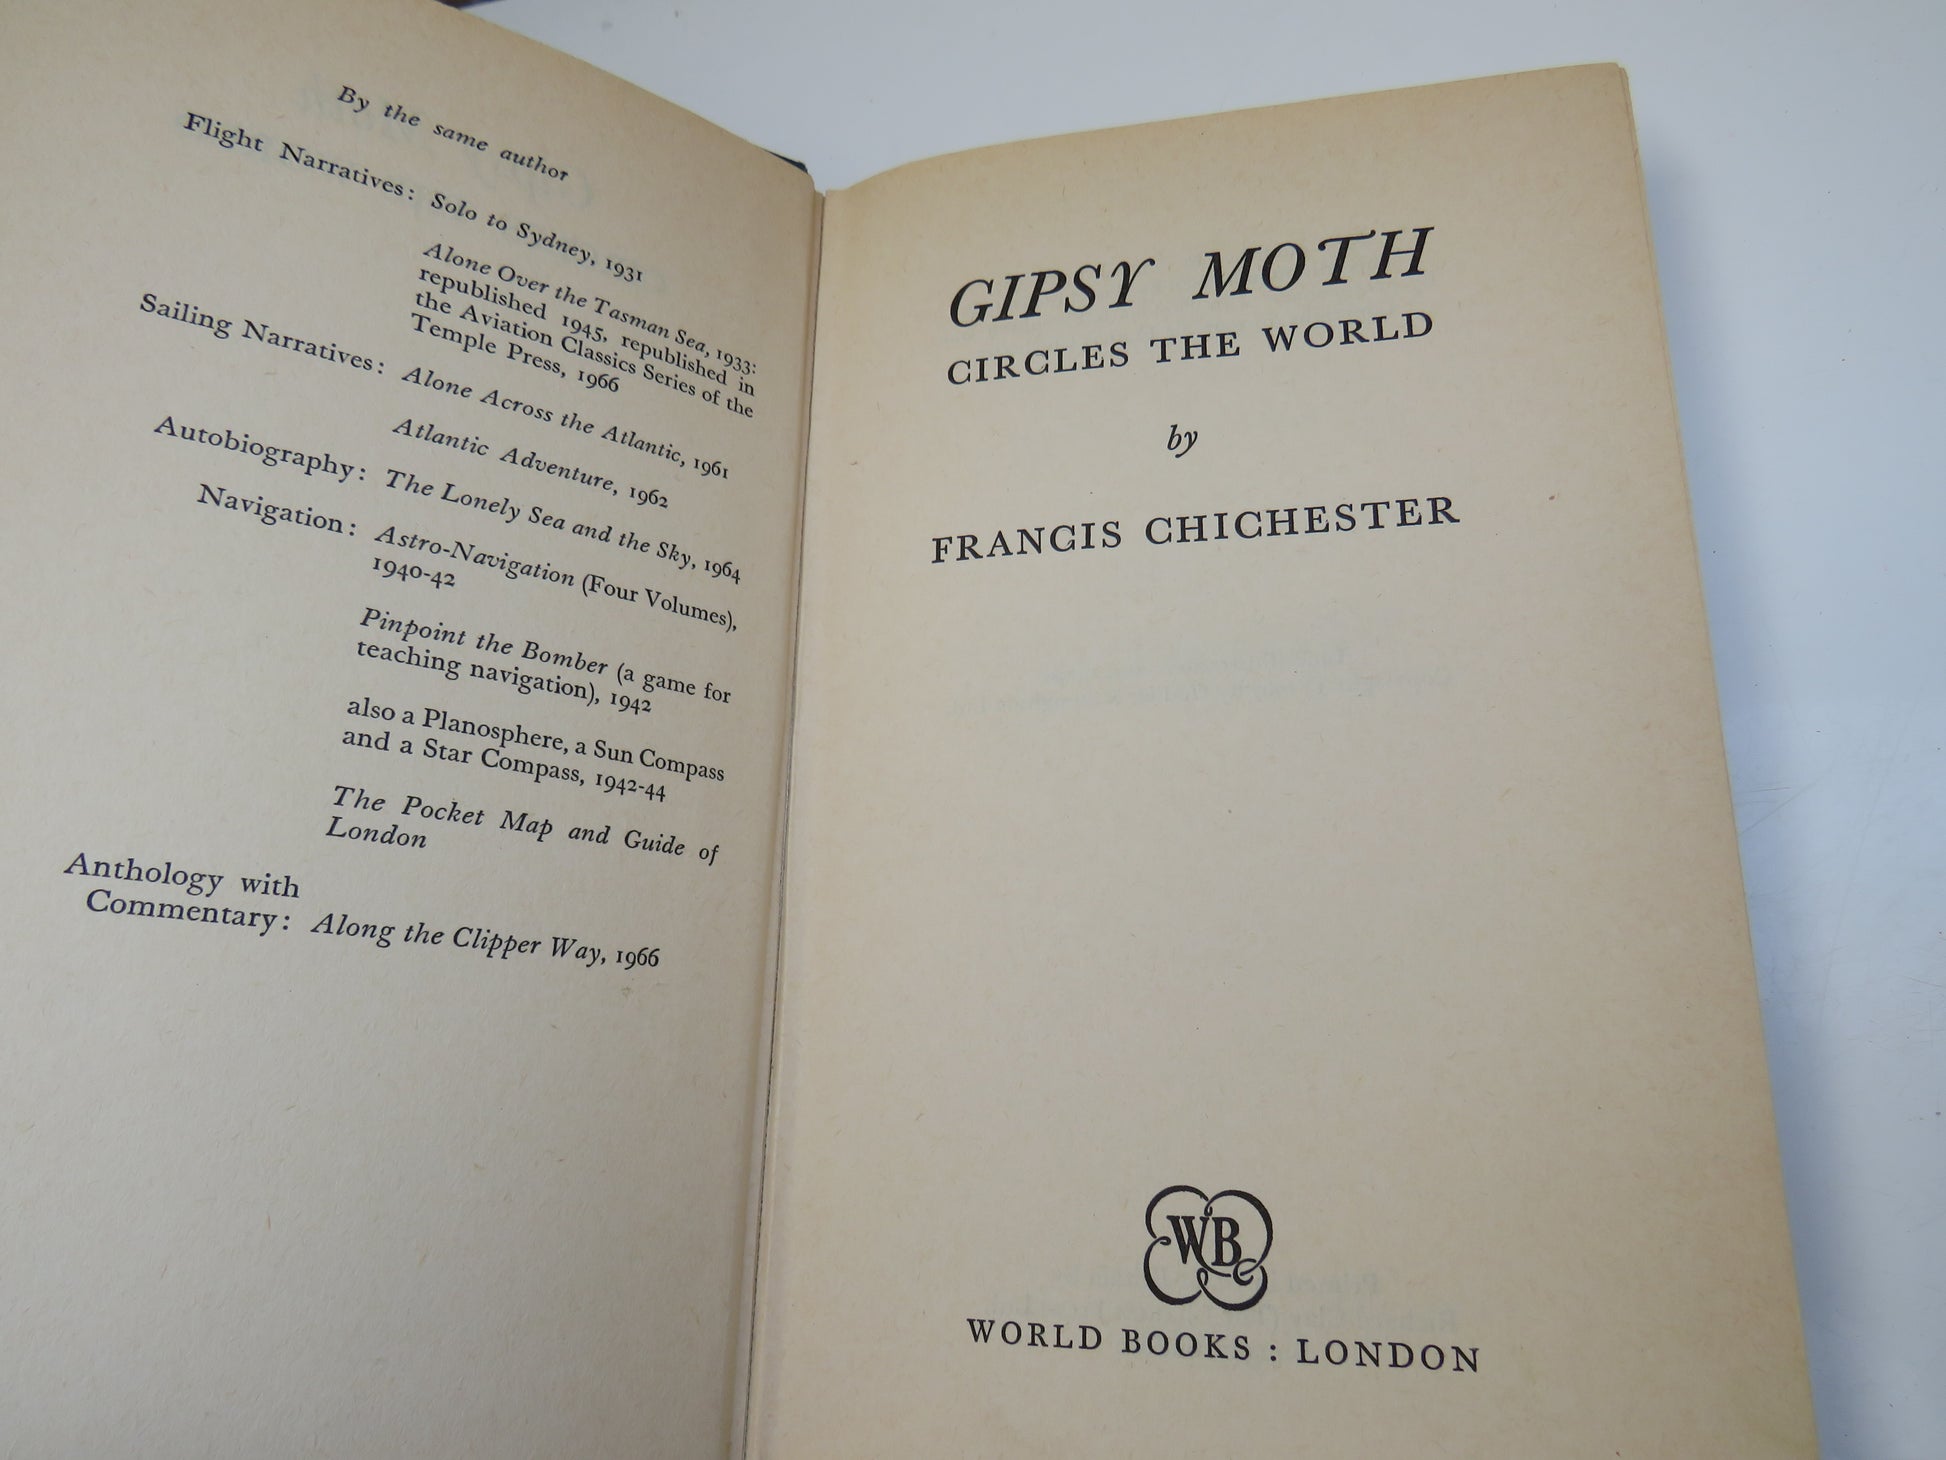 By the same author
Flight Narratives: Solo to Sydney, 1931
Alone Over the Tasman Sea, 1933:
republished 1945, republished in
the Aviation Classics Series of the
Temple Press, 1966
Sailing Narratives: Alone Across the Atlantic, 1961
Atlantic Adventure, 1962
Autobiography: The Lonely Sea and the Sky, 1964
Navigation: Astro-Navigation (Four Volumes),
1940-42
Pinpoint the Bomber (a game for
teaching navigation), 1942
also a Planosphere, a Sun Compass
and a Star Compass, 1942-44
The Pocket Map and Guide of
London
Anthology with
Commentary: Along the Clipper Way, 1966
GIPSY MOTH
CIRCLES THE WORLD
by
FRANCIS CHICHESTER
WB
WORLD BOOKS : LONDON